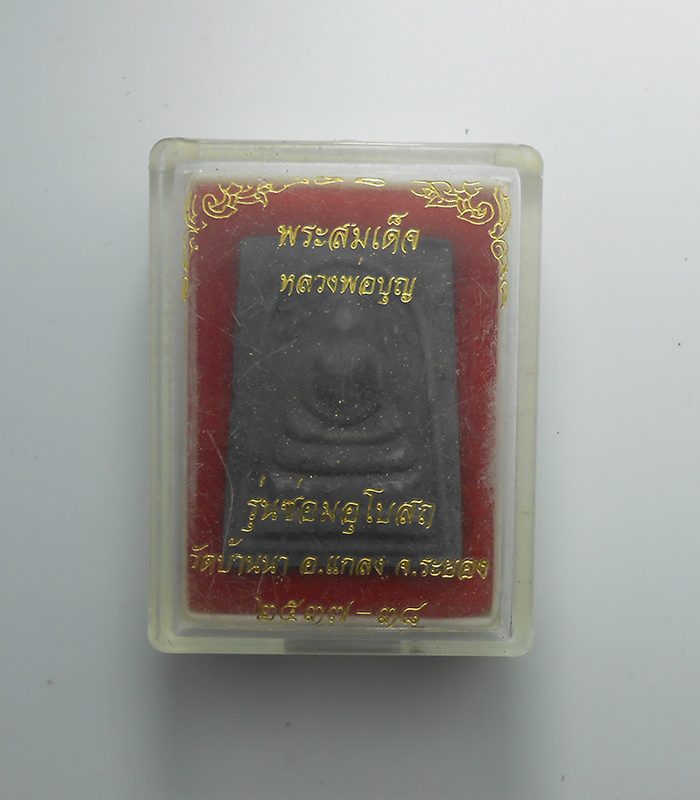 พระสมเด็จ
หลวงพ่อบุญ
รุ่นซ่อมอุโบสถ
วัดบ้านนา อ.แกลง จ.ระยอง
๒๕๓๗-๓๘